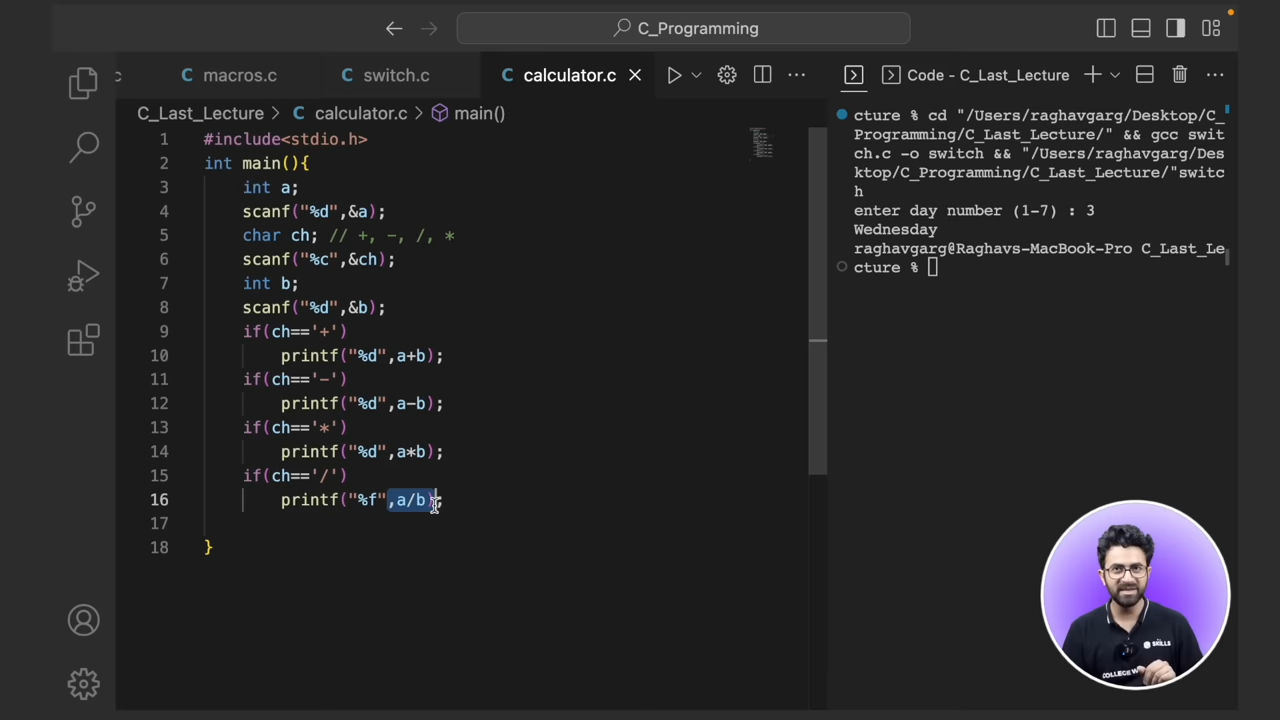 C_Programming
c
C macros.c
C switch.c
C calculator.c
Code - C_Last_Lecture
C_Last_Lecture > C calculator.c > main()
1 #include<stdio.h>
2 int main(){
3 int a;
4 scanf("%d",&a);
5 char ch; // +, -, /, *
6 scanf("%c",&ch);
7 int b;
8 scanf("%d",&b);
9 if(ch=='+')
10 printf("%d",a+b);
11 if(ch=='-')
12 printf("%d",a-b);
13 if(ch=='*')
14 printf("%d",a*b);
15 if(ch=='/')
16 printf("%f",a/b);
17
18 }
cture % cd "/Users/raghavgarg/Desktop/C_
Programming/C_Last_Lecture/" && gcc swit
ch.c -o switch && "/Users/raghavgarg/Des
ktop/C_Programming/C_Last_Lecture/"switc
h
enter day number (1-7) : 3
Wednesday
raghavgarg@Raghavs-MacBook-Pro C_Last_Le
cture %
SKILLS
COLLEGE W